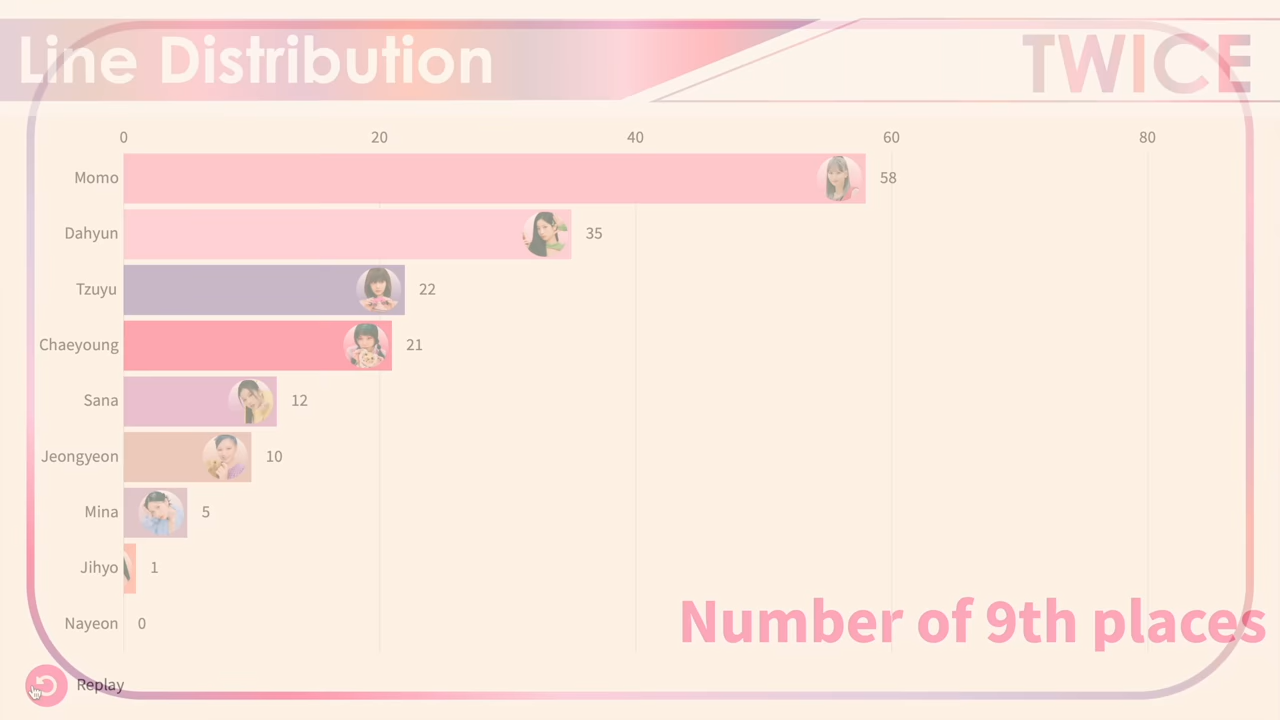 Line Distribution
TWICE
0 20 40 60 80
Momo 58
Dahyun 35
Tzuyu 22
Chaeyoung 21
Sana 12
Jeongyeon 10
Mina 5
Jihyo 1
Nayeon 0
Number of 9th places
Replay